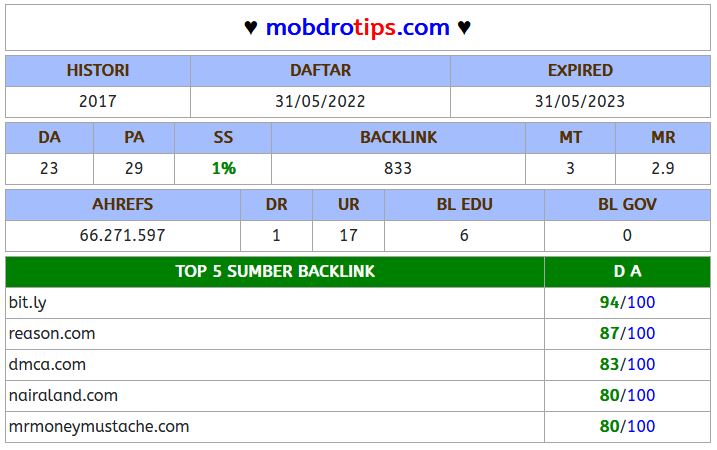 ♥ mobdrotips.com ♥
HISTORI DAFTAR EXPIRED
2017 31/05/2022 31/05/2023
DA PA SS BACKLINK MT MR
23 29 1% 833 3 2.9
AHREFS DR UR BL EDU BL GOV
66.271.597 1 17 6 0
TOP 5 SUMBER BACKLINK D A
bit.ly 94/100
reason.com 87/100
dmca.com 83/100
nairaland.com 80/100
mrmoneymustache.com 80/100